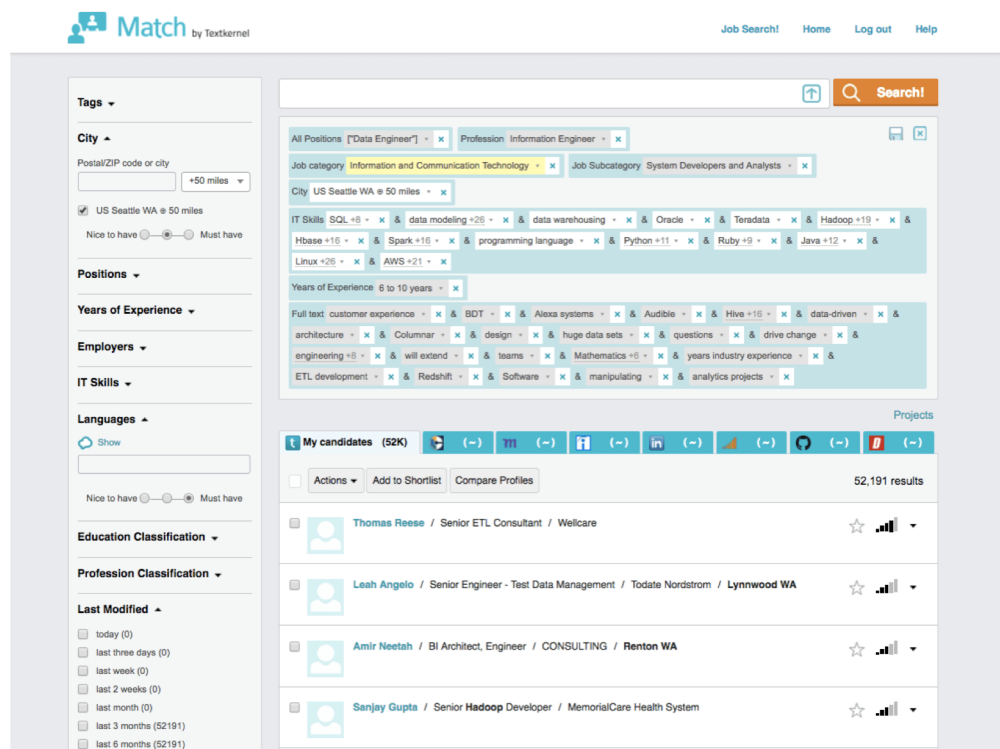 Match by Textkernel
Job Search! Home Log out Help
Tags
City
Postal/ZIP code or city
+50 miles
US Seattle WA ⊕ 50 miles
Nice to have Must have
Positions
Years of Experience
Employers
IT Skills
Languages
Show
Nice to have Must have
Education Classification
Profession Classification
Last Modified
today (0)
last three days (0)
last week (0)
last 2 weeks (0)
last month (0)
last 3 months (52191)
last 6 months (52191)
Search!
All Positions ["Data Engineer"] × Profession Information Engineer ×
Job category Information and Communication Technology × Job Subcategory System Developers and Analysts ×
City US Seattle WA ⊕ 50 miles ×
IT Skills SQL +8 × & data modeling +26 × & data warehousing × & Oracle × & Teradata × & Hadoop +19 × &
Hbase +16 × & Spark +16 × & programming language × & Python +11 × & Ruby +9 × & Java +12 × &
Linux +26 × & AWS +21 ×
Years of Experience 6 to 10 years ×
Full text customer experience × & BDT × & Alexa systems × & Audible × & Hive +16 × & data-driven × &
architecture × & Columnar × & design × & huge data sets × & questions × & drive change × &
engineering +8 × & will extend × & teams × & Mathematics +6 × & years industry experience × &
ETL development × & Redshift × & Software × & manipulating × & analytics projects ×
Projects
t My candidates (52K) (~) m (~) i (~) in (~) (~) (~) D (~)
Actions Add to Shortlist Compare Profiles 52,191 results
Thomas Reese / Senior ETL Consultant / Wellcare
Leah Angelo / Senior Engineer - Test Data Management / Todate Nordstrom / Lynnwood WA
Amir Neetah / BI Architect, Engineer / CONSULTING / Renton WA
Sanjay Gupta / Senior Hadoop Developer / MemorialCare Health System